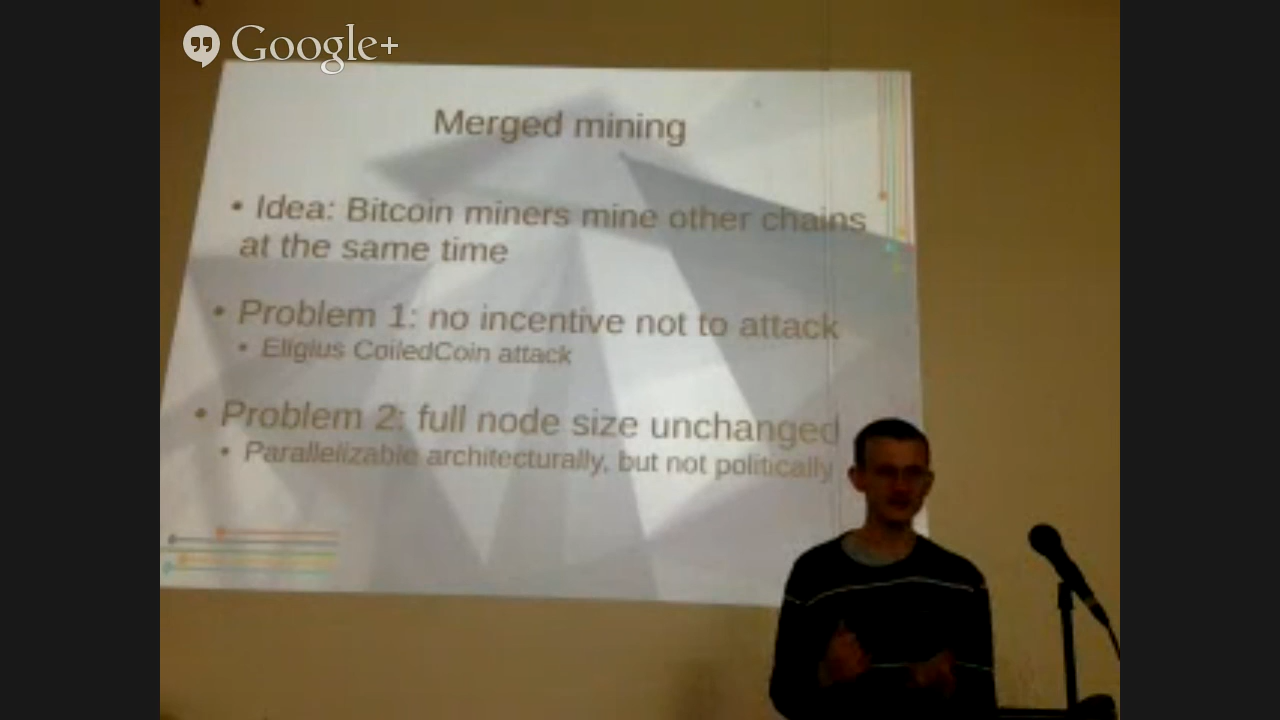 Google+
Merged mining
• Idea: Bitcoin miners mine other chains
at the same time
• Problem 1: no incentive not to attack
• Eligius CoiledCoin attack
• Problem 2: full node size unchanged
• Parallelizable architecturally, but not politically